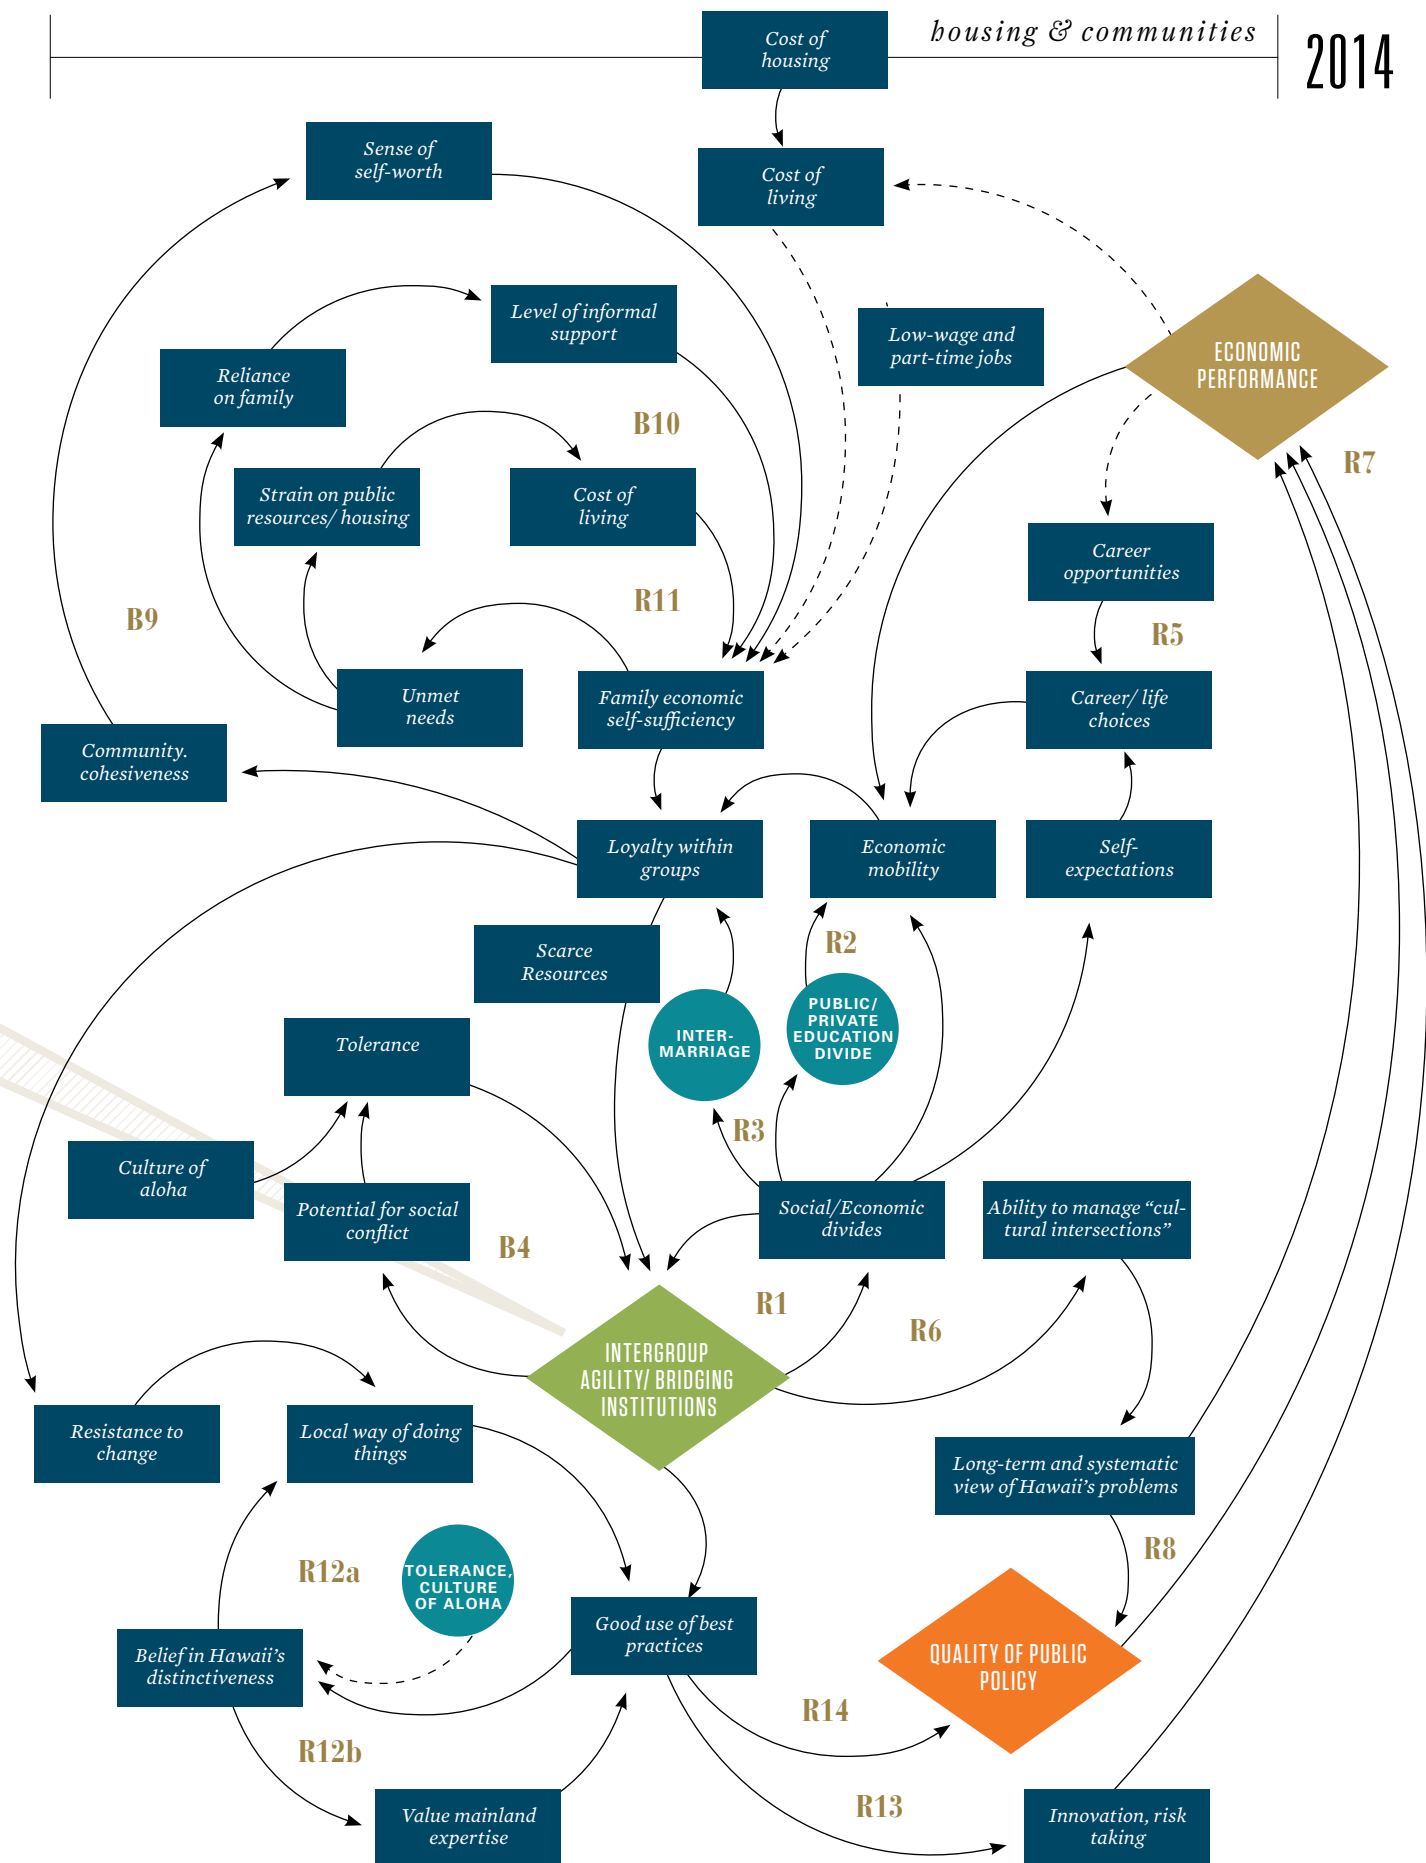 housing & communities
2014
Cost of
housing
Sense of
self-worth
Cost of
living
Level of informal
support
Low-wage and
part-time jobs
ECONOMIC
PERFORMANCE
Reliance
on family
B10
R7
Strain on public
resources/ housing
Cost of
living
Career
opportunities
B9
R11
R5
Unmet
needs
Family economic
self-sufficiency
Career/ life
choices
Community.
cohesiveness
Loyalty within
groups
Economic
mobility
Self-
expectations
Scarce
Resources
R2
Tolerance
INTER-
MARRIAGE
PUBLIC/
PRIVATE
EDUCATION
DIVIDE
R3
Culture of
aloha
Potential for social
conflict
B4
Social/Economic
divides
Ability to manage “cul-
tural intersections”
R1
R6
INTERGROUP
AGILITY/ BRIDGING
INSTITUTIONS
Resistance to
change
Local way of doing
things
Long-term and systematic
view of Hawaii’s problems
R8
R12a
TOLERANCE,
CULTURE
OF ALOHA
Belief in Hawaii’s
distinctiveness
Good use of best
practices
QUALITY OF PUBLIC
POLICY
R14
R12b
R13
Value mainland
expertise
Innovation, risk
taking